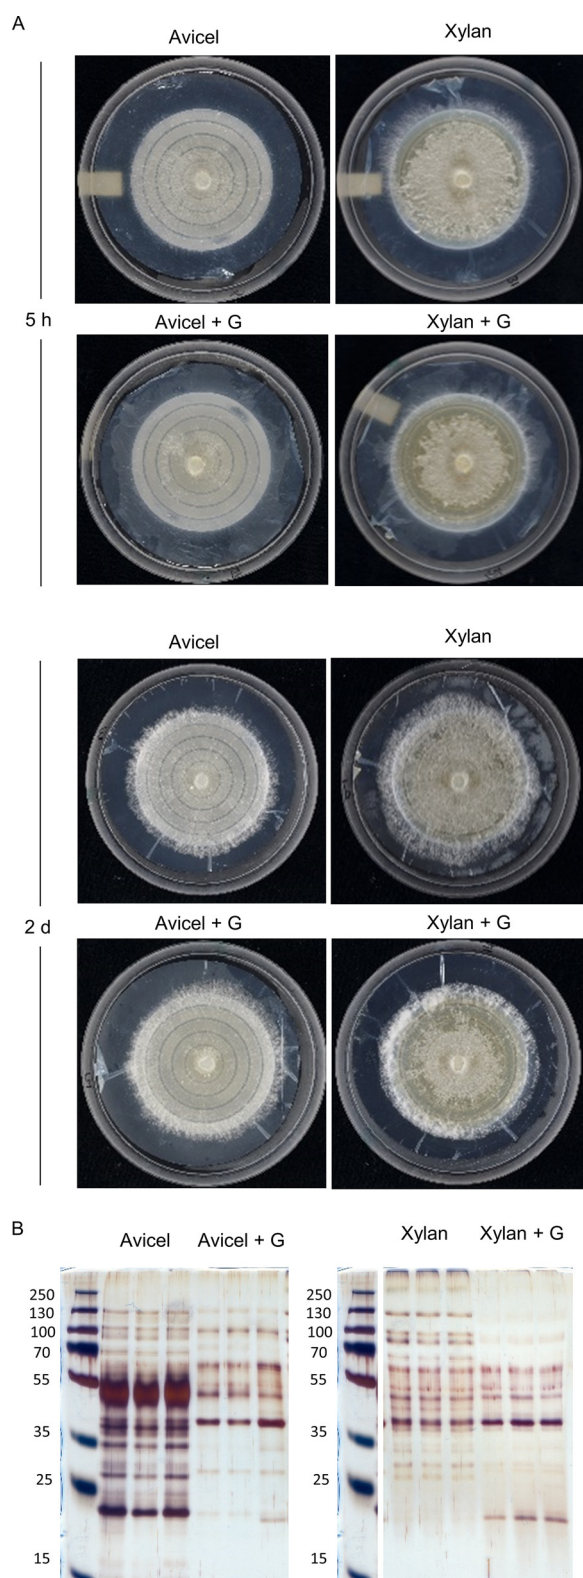 A
Avicel Xylan
5 h
Avicel + G Xylan + G
Avicel Xylan
2 d
Avicel + G Xylan + G
B
Avicel Avicel + G Xylan Xylan + G
250 250
130 130
100 100
70 70
55 55
35 35
25 25
15 15